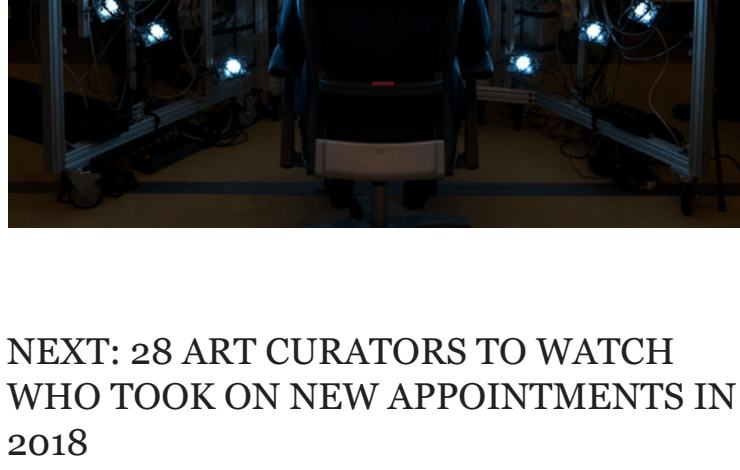 NEXT: 28 ART CURATORS TO WATCH
WHO TOOK ON NEW APPOINTMENTS IN
2018